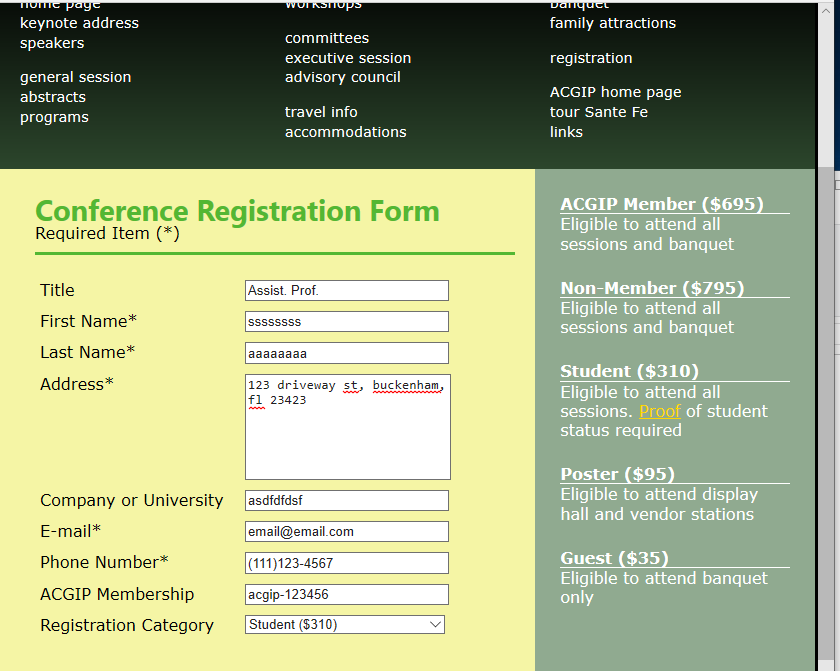 home page
keynote address
speakers
general session
abstracts
programs
workshops
committees
executive session
advisory council
travel info
accommodations
banquet
family attractions
registration
ACGIP home page
tour Sante Fe
links
Conference Registration Form
Required Item (*)
Title
Assist. Prof.
First Name*
ssssssss
Last Name*
aaaaaaaa
Address*
123 driveway st, buckenham,
fl 23423
Company or University
asdfdfdsf
E-mail*
email@email.com
Phone Number*
(111)123-4567
ACGIP Membership
acgip-123456
Registration Category
Student ($310)
ACGIP Member ($695)
Eligible to attend all
sessions and banquet
Non-Member ($795)
Eligible to attend all
sessions and banquet
Student ($310)
Eligible to attend all
sessions. Proof of student
status required
Poster ($95)
Eligible to attend display
hall and vendor stations
Guest ($35)
Eligible to attend banquet
only